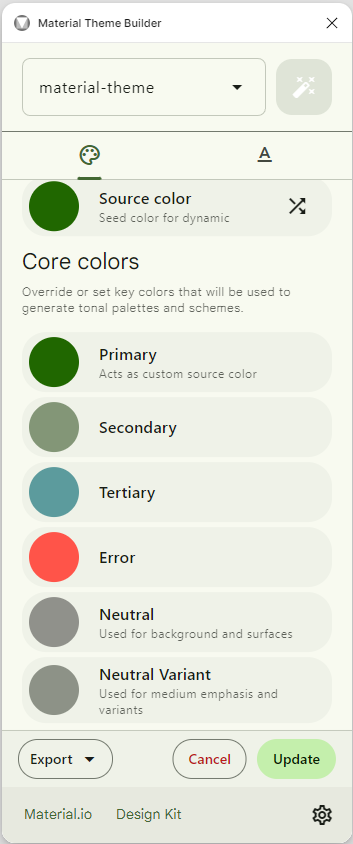 Material Theme Builder
material-theme
A
Source color
Seed color for dynamic
Core colors
Override or set key colors that will be used to
generate tonal palettes and schemes.
Primary
Acts as custom source color
Secondary
Tertiary
Error
Neutral
Used for background and surfaces
Neutral Variant
Used for medium emphasis and
variants
Export
Cancel
Update
Material.io
Design Kit